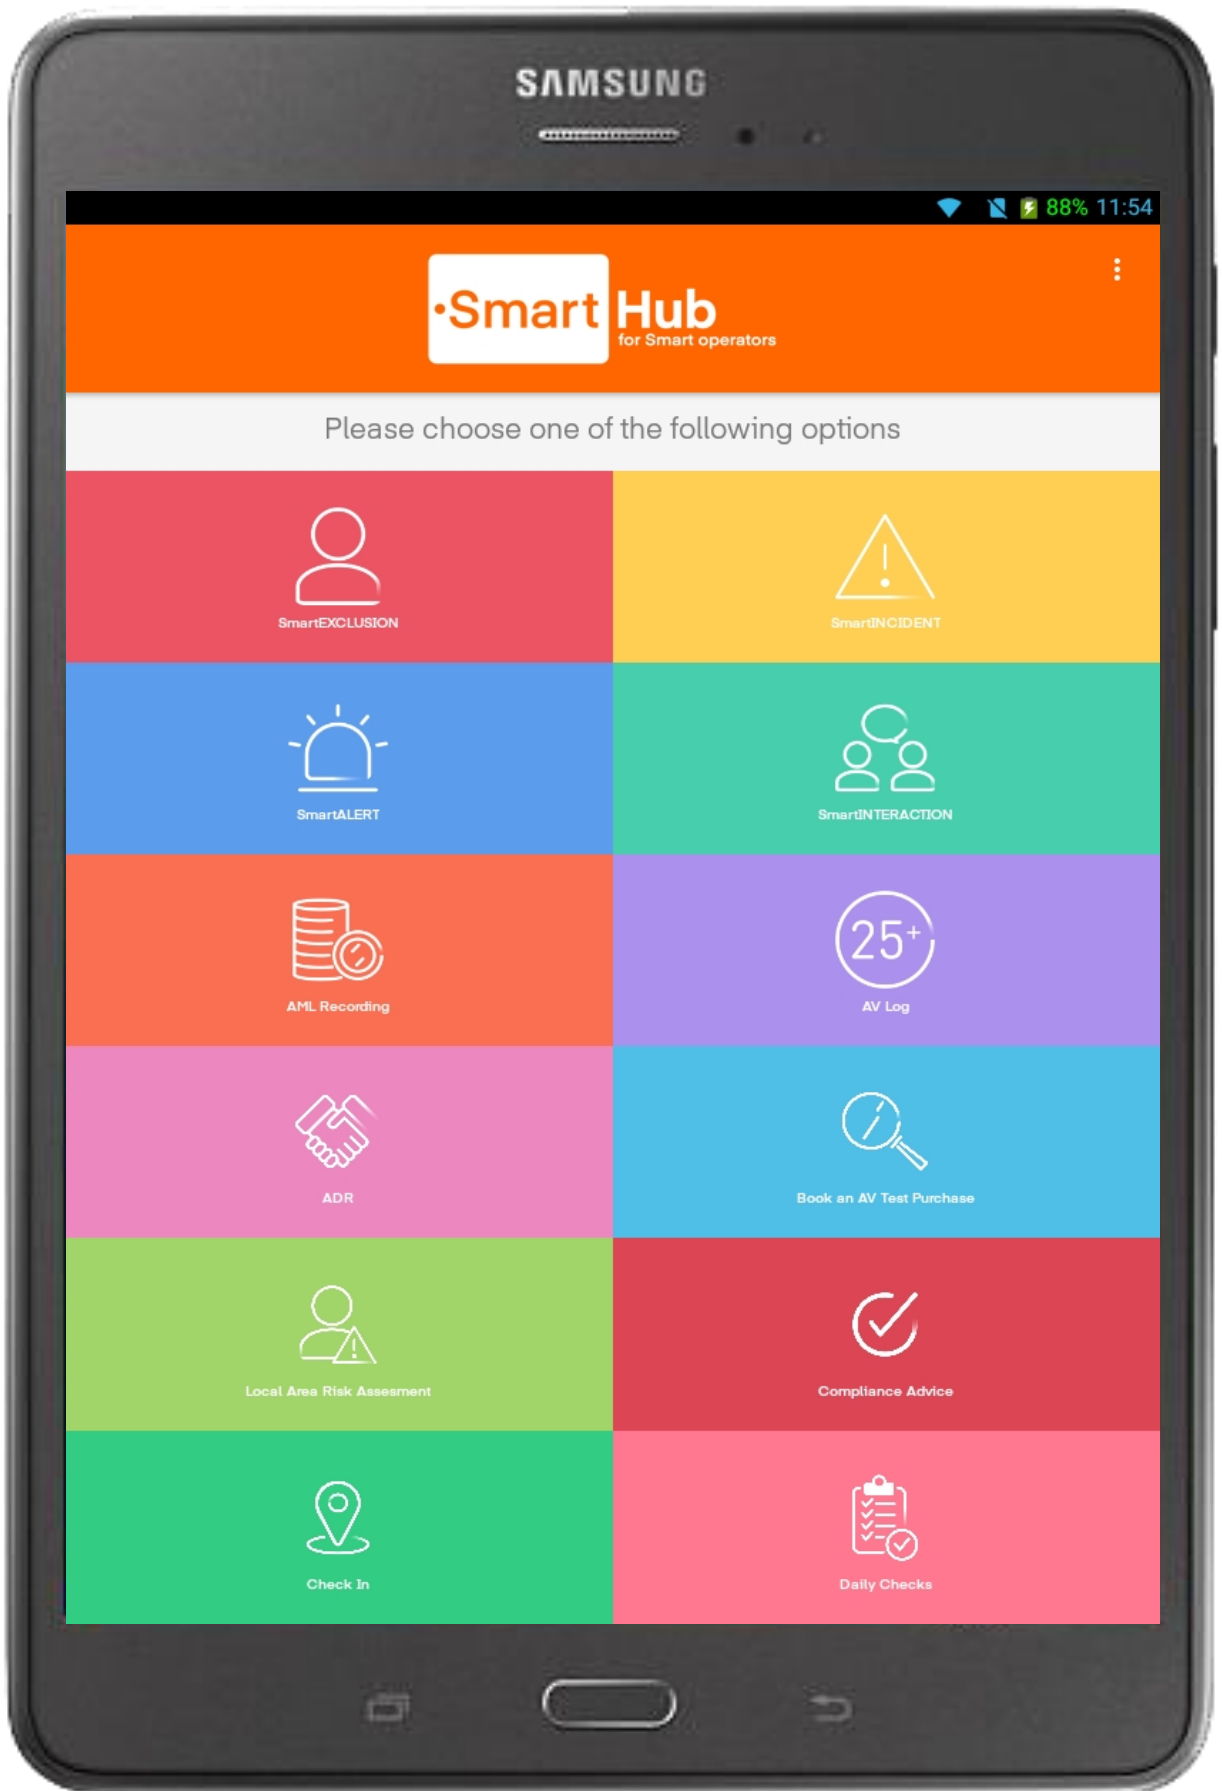 SAMSUNG
88% 11:54
·Smart Hub
for Smart operators
Please choose one of the following options
SmartEXCLUSION
SmartINCIDENT
SmartALERT
SmartINTERACTION
AML Recording
25+
AV Log
ADR
Book an AV Test Purchase
Local Area Risk Assesment
Compliance Advice
Check In
Daily Checks